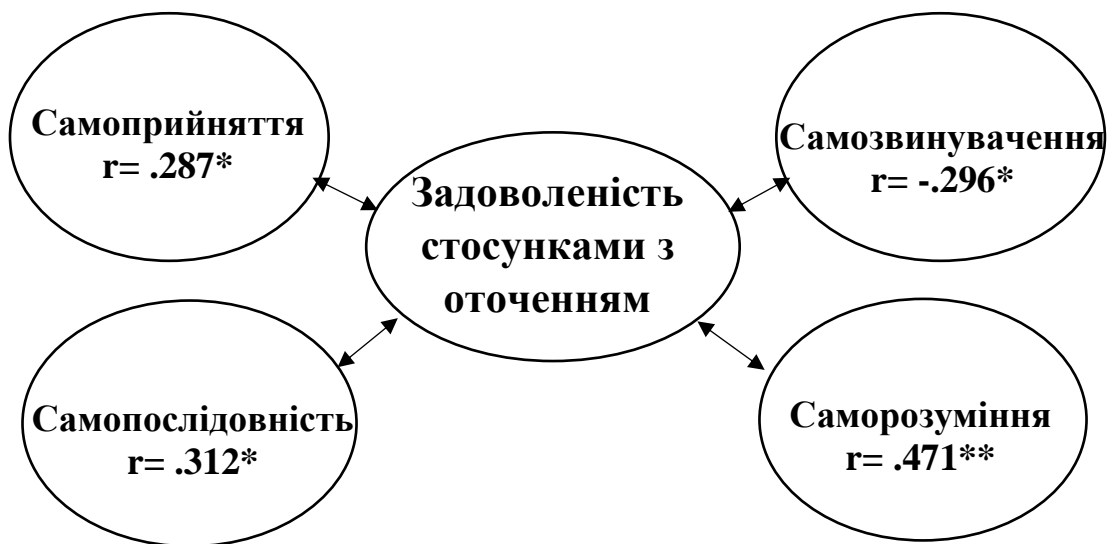 Самоприйняття
r= .287*
Самозвинувачення
r= -.296*
Задоволеність
стосунками з
оточенням
Самопослідовність
r= .312*
Саморозуміння
r= .471**